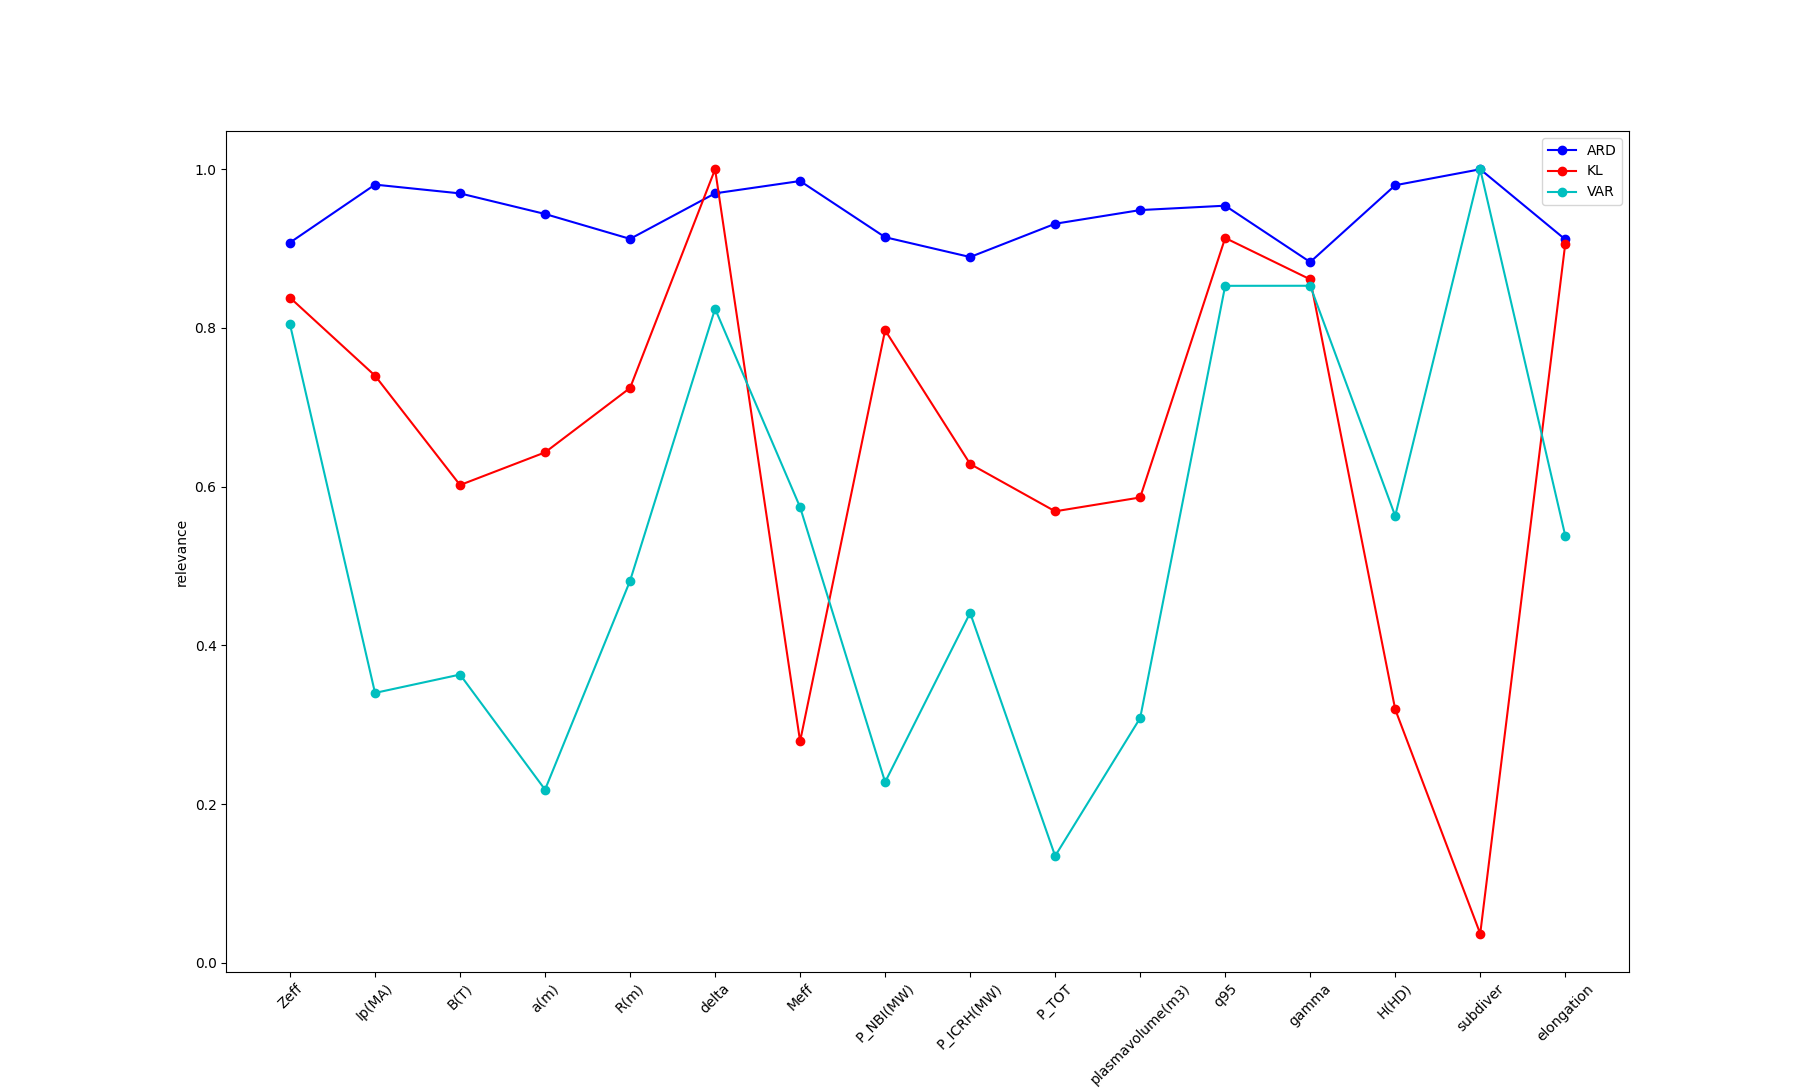 ARD
KL
VAR
1.0
0.8
0.6
0.4
0.2
0.0
relevance
Zeff
Ip(MA)
B(T)
a(m)
R(m)
delta
Meff
P_NBI(MW)
P_ICRH(MW)
P_TOT
plasmavolume(m3)
q95
gamma
H(HD)
subdiver
elongation